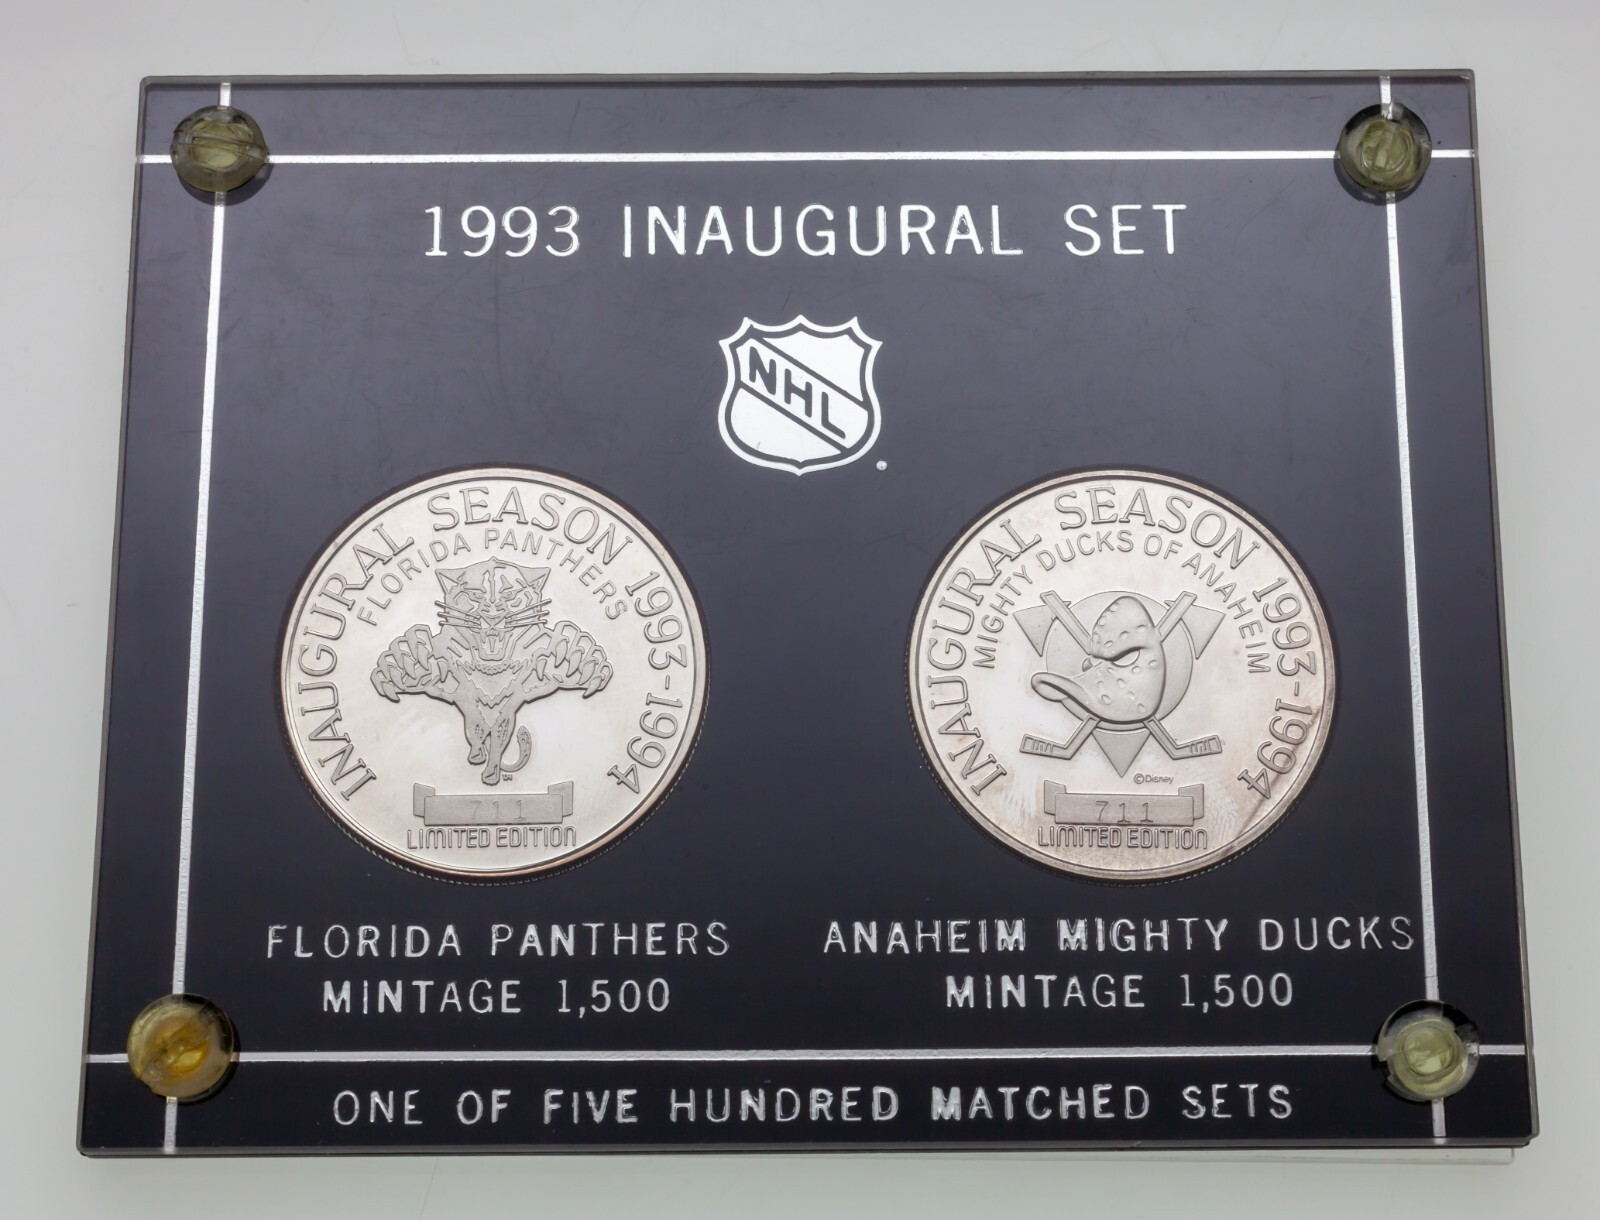 1993 INAUGURAL SET
NHL
INAUGURAL SEASON 1993-1994
FLORIDA PANTHERS
TM
711
LIMITED EDITION
INAUGURAL SEASON 1993-1994
MIGHTY DUCKS OF ANAHEIM
©Disney
711
LIMITED EDITION
FLORIDA PANTHERS
MINTAGE 1,500
ANAHEIM MIGHTY DUCKS
MINTAGE 1,500
ONE OF FIVE HUNDRED MATCHED SETS